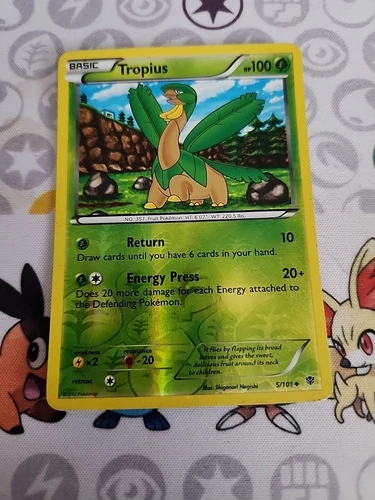 BASIC
Tropius
HP100
NO. 357 Fruit Pokémon HT: 6'07" WT: 220.5 lbs.
Return 10
Draw cards until you have 6 cards in your hand.
Energy Press 20+
Does 20 more damage for each Energy attached to
the Defending Pokémon.
weakness resistance
×2 -20
retreat
It flies by flapping its broad
leaves and gives the sweet,
delicious fruit around its neck
to children.
Illus. Shigenori Negishi
5/101
©2012 Pokémon